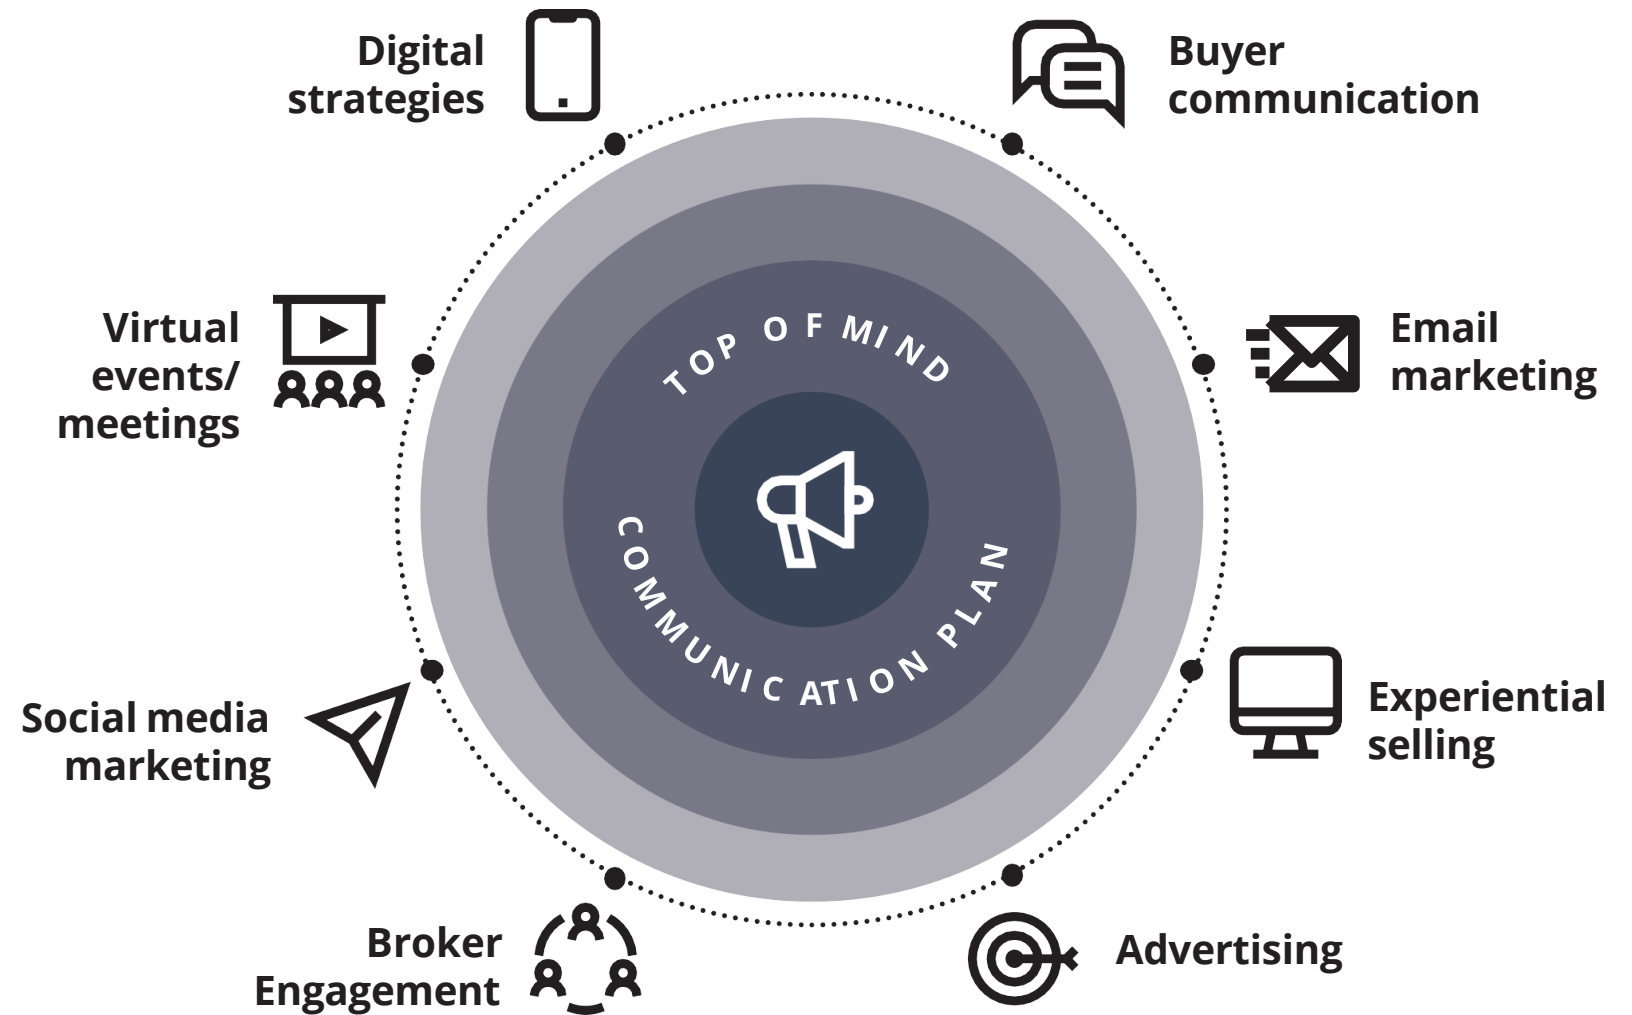 Digital
strategies
Buyer
communication
Virtual
events/
meetings
Email
marketing
TOP OF MIND
COMMUNICATION PLAN
Social media
marketing
Experiential
selling
Broker
Engagement
Advertising